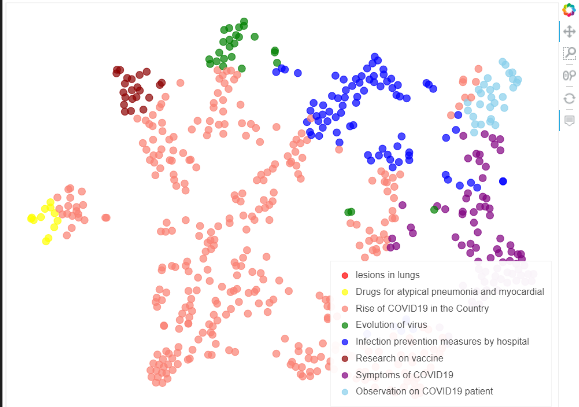 lesions in lungs
Drugs for atypical pneumonia and myocardial
Rise of COVID19 in the Country
Evolution of virus
Infection prevention measures by hospital
Research on vaccine
Symptoms of COVID19
Observation on COVID19 patient